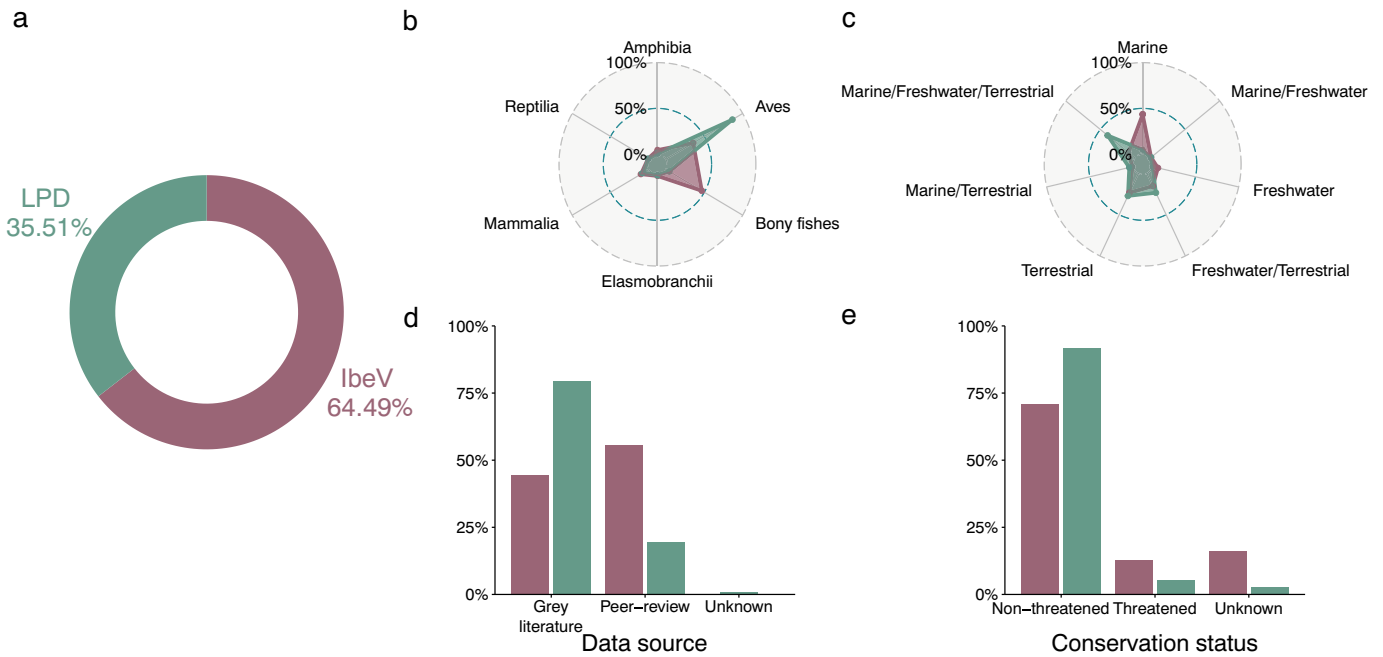 a
LPD
35.51%
IbeV
64.49%
b
Amphibia
100%
Reptilia
Aves
50%
0%
Mammalia
Bony fishes
Elasmobranchii
c
Marine
100%
Marine/Freshwater/Terrestrial
Marine/Freshwater
50%
0%
Marine/Terrestrial
Freshwater
Terrestrial
Freshwater/Terrestrial
d
100%
75%
50%
25%
0%
Grey
literature
Peer−review
Unknown
Data source
e
100%
75%
50%
25%
0%
Non−threatened
Threatened
Unknown
Conservation status